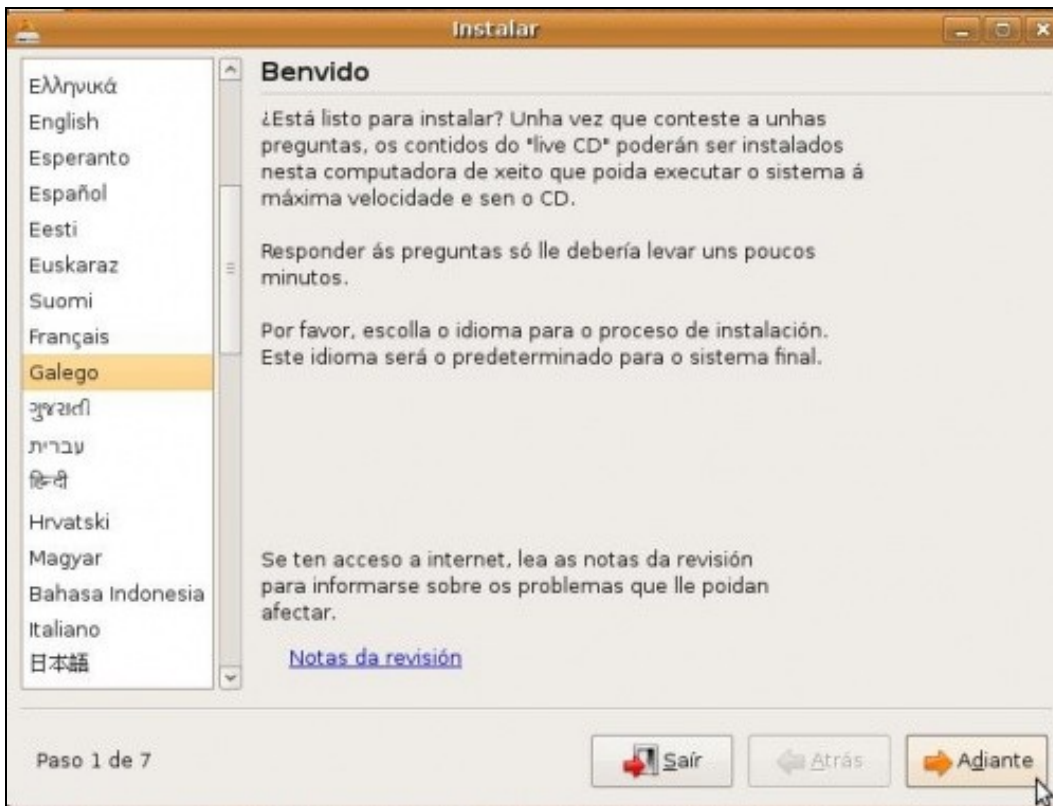 Instalar
Ελληνικά
English
Esperanto
Español
Eesti
Euskaraz
Suomi
Français
Galego
ગુજરાતી
עברית
हिन्दी
Hrvatski
Magyar
Bahasa Indonesia
Italiano
日本語
Benvido
¿Está listo para instalar? Unha vez que conteste a unhas
preguntas, os contidos do "live CD" poderán ser instalados
nesta computadora de xeito que poida executar o sistema á
máxima velocidade e sen o CD.
Responder ás preguntas só lle debería levar uns poucos
minutos.
Por favor, escolla o idioma para o proceso de instalación.
Este idioma será o predeterminado para o sistema final.
Se ten acceso a internet, lea as notas da revisión
para informarse sobre os problemas que lle poidan
afectar.
Notas da revisión
Paso 1 de 7
Saír
Atrás
Adiante